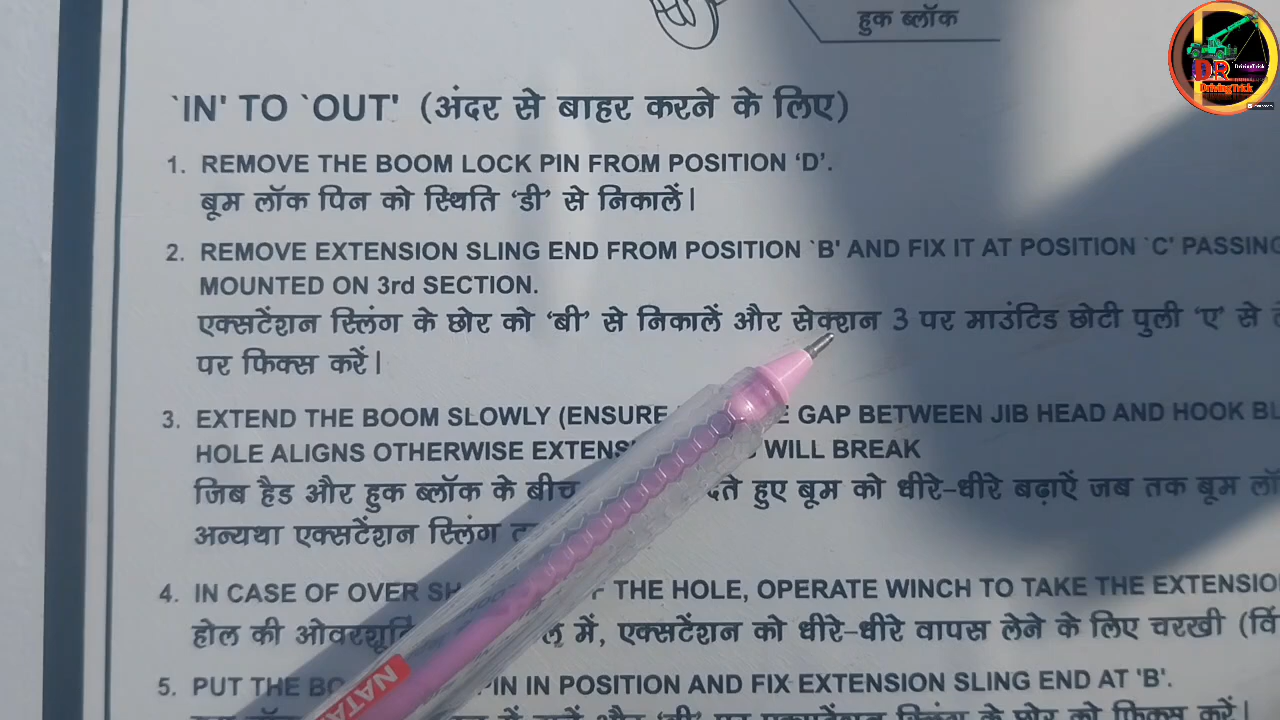 हुक ब्लॉक
DR DrivingTrick
DrivingTrick
`IN' TO `OUT' (अंदर से बाहर करने के लिए)
1. REMOVE THE BOOM LOCK PIN FROM POSITION ‘D’.
बूम लॉक पिन को स्थिति ‘डी’ से निकालें।
2. REMOVE EXTENSION SLING END FROM POSITION `B' AND FIX IT AT POSITION `C' PASSING
MOUNTED ON 3rd SECTION.
एक्सटेंशन स्लिंग के छोर को ‘बी’ से निकालें और सेक्शन 3 पर माउंटिड छोटी पुली ‘ए’ से
पर फिक्स करें।
3. EXTEND THE BOOM SLOWLY (ENSURE GAP BETWEEN JIB HEAD AND HOOK
HOLE ALIGNS OTHERWISE WILL BREAK
जिब हैड और हुक ब्लॉक के बीच हुए बूम को धीरे-धीरे बढ़ाऐं जब तक बूम
अन्यथा एक्सटेंशन स्लिंग
4. IN CASE OF OVER THE HOLE, OPERATE WINCH TO TAKE THE
होल की में, एक्सटेंशन को धीरे-धीरे वापस लेने के लिए चरखी
5. PUT THE IN POSITION AND FIX EXTENSION SLING END AT 'B'.